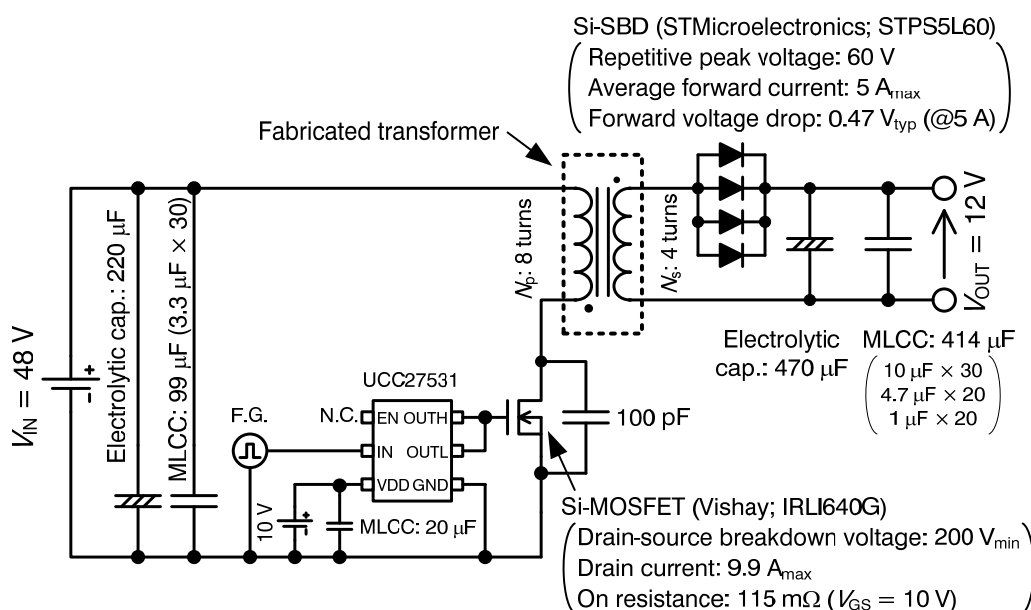 Si-SBD (STMicroelectronics; STPS5L60)
Repetitive peak voltage: 60 V
Average forward current: 5 Amax
Forward voltage drop: 0.47 Vtyp (@5 A)
Fabricated transformer
VIN = 48 V
Electrolytic cap.: 220 µF
MLCC: 99 µF (3.3 µF × 30)
Np: 8 turns
Ns: 4 turns
VOUT = 12 V
Electrolytic
cap.: 470 µF
MLCC: 414 µF
10 µF × 30
4.7 µF × 20
1 µF × 20
UCC27531
F.G.
N.C.
EN OUTH
IN OUTL
VDD GND
100 pF
10 V
MLCC: 20 µF
Si-MOSFET (Vishay; IRLI640G)
Drain-source breakdown voltage: 200 Vmin
Drain current: 9.9 Amax
On resistance: 115 mΩ (VGS = 10 V)